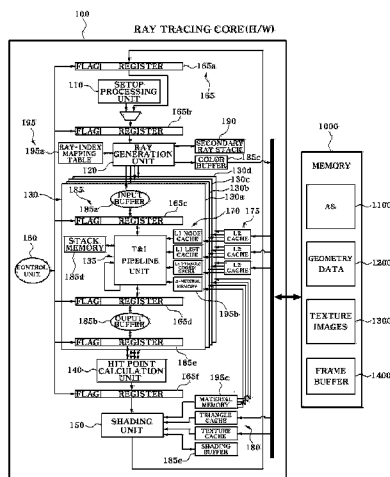 RAY TRACING CORE(H/W)
100
FLAG REGISTER
165a
110
SETUP PROCESSING UNIT
165
165b
FLAG REGISTER
190
195
195a
RAY-INDEX MAPPING TABLE
RAY GENERATION UNIT
SECONDARY RAY STACK
COLOR BUFFER
185c
120
130
185
130d
130c
130b
130a
INPUT BUFFER
185a
165c
170
175
FLAG REGISTER
STACK MEMORY
185d
135
T&I PIPELINE UNIT
L1 NODE CACHE
L1 LIST CACHE
L2 CACHE
L2 CACHE
L2 CACHE
160
CONTROL UNIT
195b
FLAG REGISTER
165d
185b
OUPUT BUFFER
FLAG REGISTER
185e
140
HIT POINT CALCULATION UNIT
165f
FLAG REGISTER
195c
150
SHADING UNIT
MATERIAL MEMORY
TRIANGLE CACHE
TEXTURE CACHE
SHADING BUFFER
180
185e
1000
MEMORY
AS
1100
GEOMETRY DATA
1200
TEXTURE IMAGES
1300
FRAME BUFFER
1400